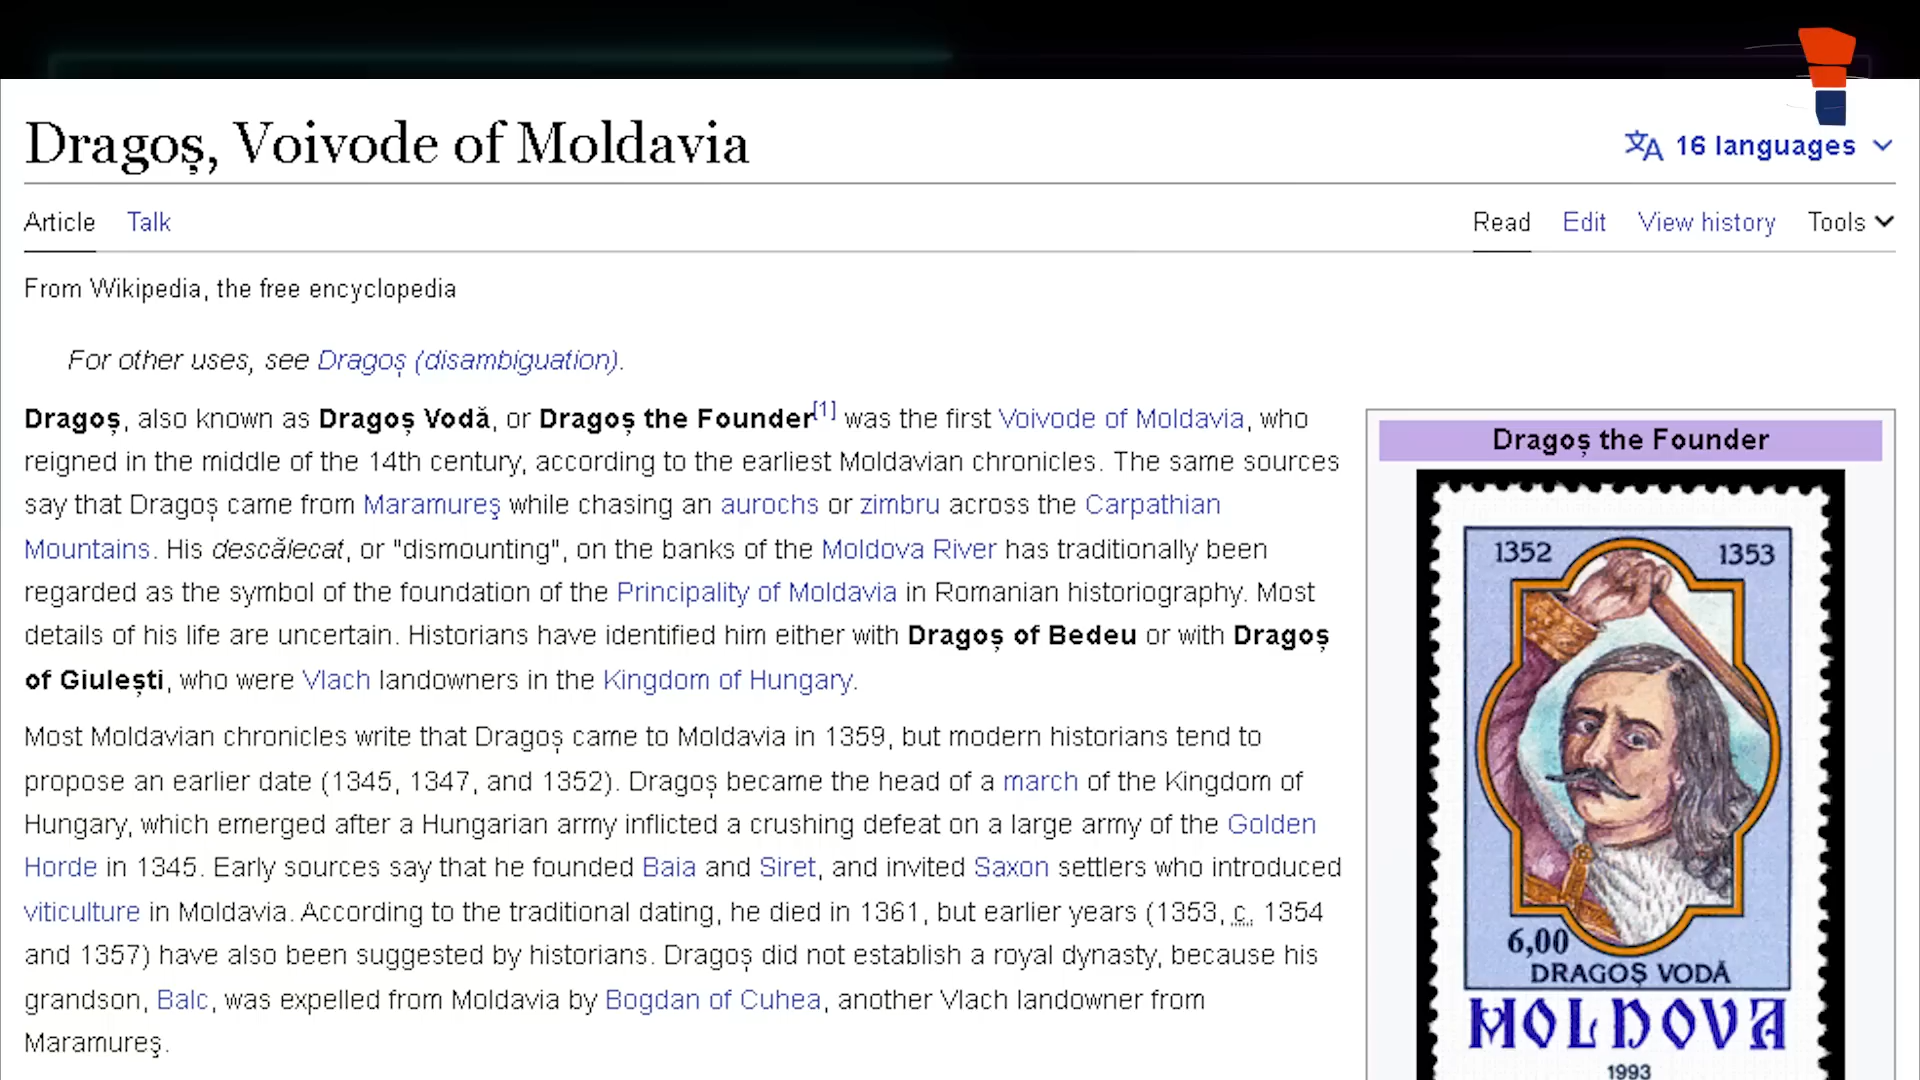 Dragoș, Voivode of Moldavia
16 languages
Article Talk
Read Edit View history Tools
From Wikipedia, the free encyclopedia
For other uses, see Dragoș (disambiguation).
Dragoș, also known as Dragoș Vodă, or Dragoș the Founder[1] was the first Voivode of Moldavia, who
reigned in the middle of the 14th century, according to the earliest Moldavian chronicles. The same sources
say that Dragoș came from Maramureș while chasing an aurochs or zimbru across the Carpathian
Mountains. His descălecat, or "dismounting", on the banks of the Moldova River has traditionally been
regarded as the symbol of the foundation of the Principality of Moldavia in Romanian historiography. Most
details of his life are uncertain. Historians have identified him either with Dragoș of Bedeu or with Dragoș
of Giulești, who were Vlach landowners in the Kingdom of Hungary.
Most Moldavian chronicles write that Dragoș came to Moldavia in 1359, but modern historians tend to
propose an earlier date (1345, 1347, and 1352). Dragoș became the head of a march of the Kingdom of
Hungary, which emerged after a Hungarian army inflicted a crushing defeat on a large army of the Golden
Horde in 1345. Early sources say that he founded Baia and Siret, and invited Saxon settlers who introduced
viticulture in Moldavia. According to the traditional dating, he died in 1361, but earlier years (1353, c. 1354
and 1357) have also been suggested by historians. Dragoș did not establish a royal dynasty, because his
grandson, Balc, was expelled from Moldavia by Bogdan of Cuhea, another Vlach landowner from
Maramureș.
Dragoș the Founder
1352 1353
6,00
DRAGOȘ VODĂ
MOLDOVA
1993